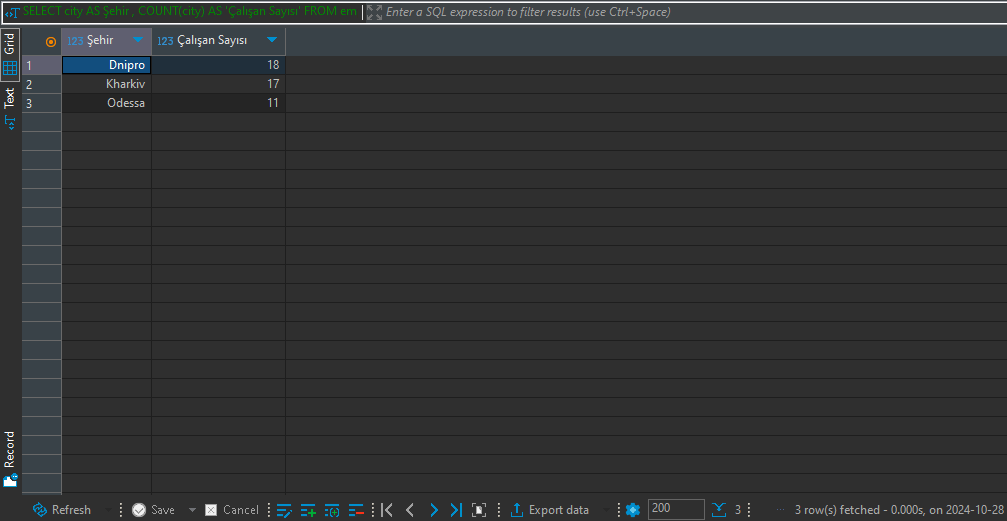 SELECT city AS Şehir , COUNT(city) AS 'Çalışan Sayısı' FROM em
Enter a SQL expression to filter results (use Ctrl+Space)
Grid
Text
Record
123 Şehir 123 Çalışan Sayısı
1 Dnipro 18
2 Kharkiv 17
3 Odessa 11
Refresh Save Cancel Export data 200 3 3 row(s) fetched - 0.000s, on 2024-10-28